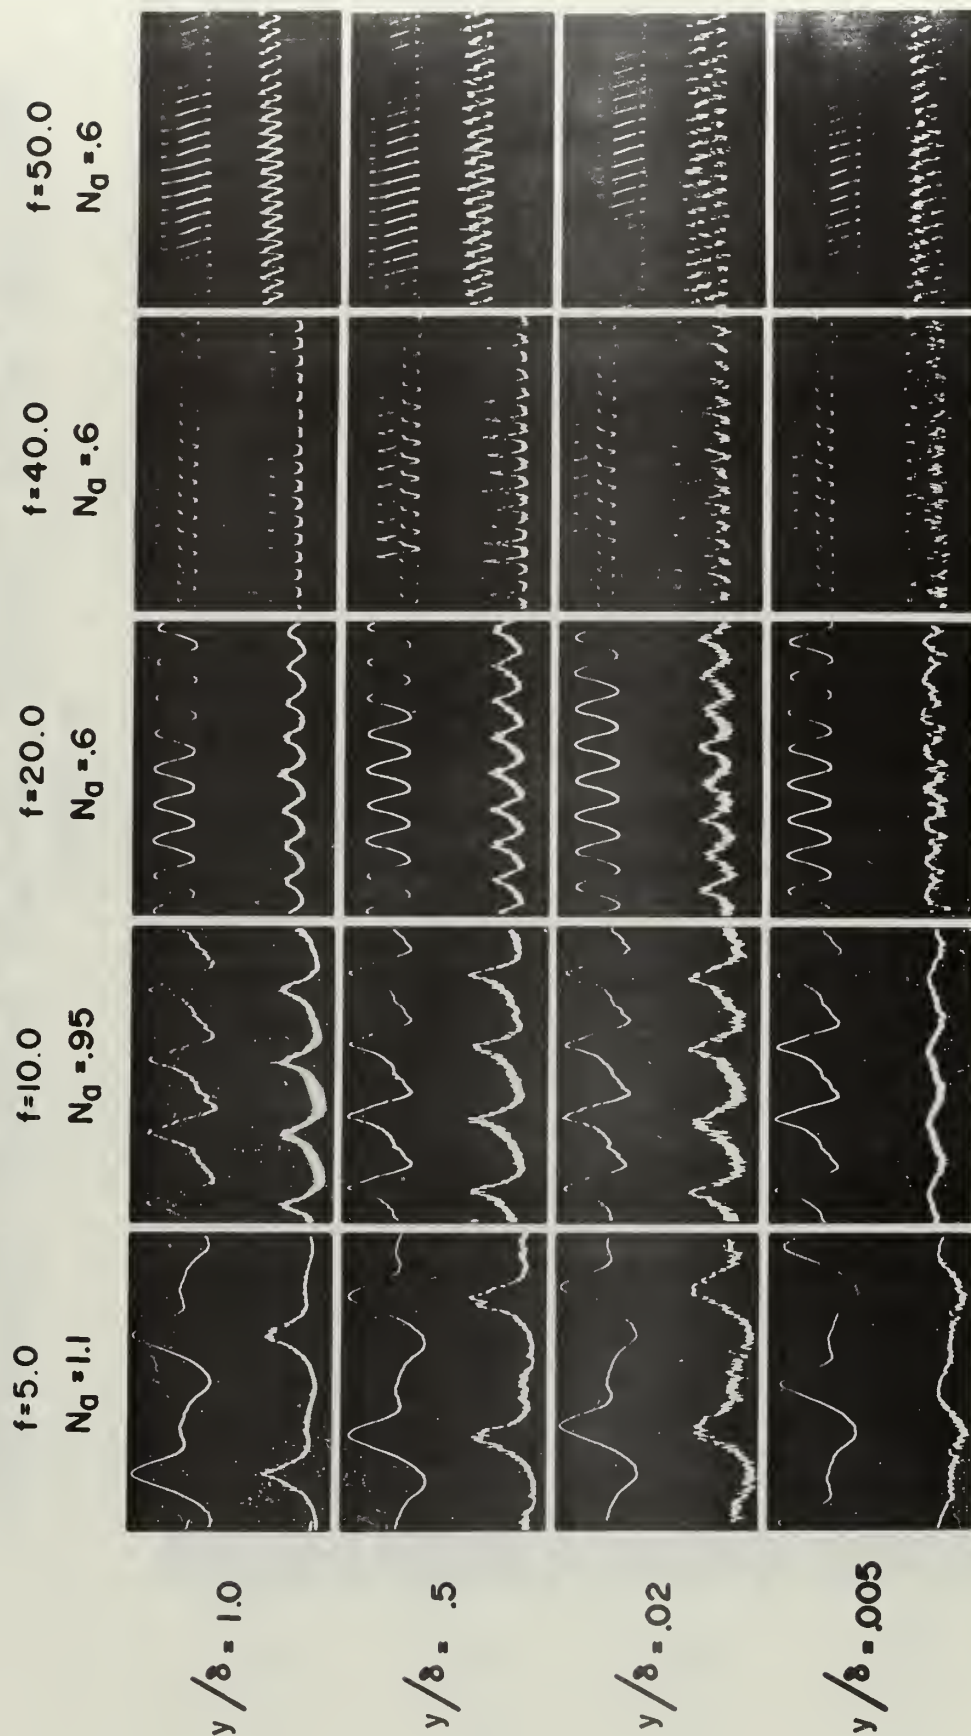 f=5.0
Na=1.1
f=10.0
Na=.95
f=20.0
Na=.6
f=40.0
Na=.6
f=50.0
Na=.6
y/δ=1.0
y/δ=.5
y/δ=.02
y/δ=.005